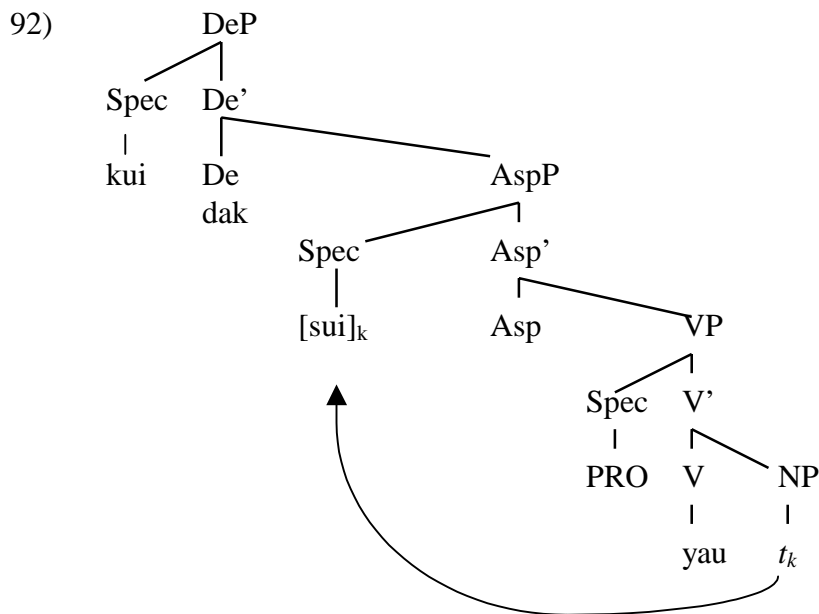 92) DeP
Spec De’
kui De AspP
dak
Spec Asp’
[sui]k Asp VP
Spec V’
PRO V NP
yau tk